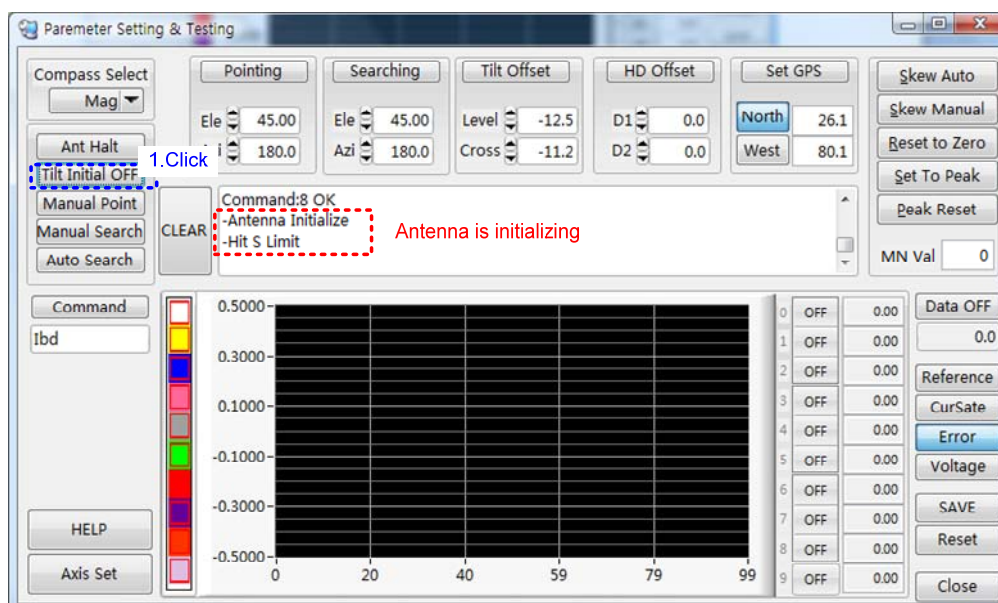 Paremeter Setting & Testing
Compass Select
Mag
Pointing
Ele 45.00
i 180.0
Searching
Ele 45.00
Azi 180.0
Tilt Offset
Level -12.5
Cross -11.2
HD Offset
D1 0.0
D2 0.0
Set GPS
North 26.1
West 80.1
Skew Auto
Skew Manual
Reset to Zero
Set To Peak
Peak Reset
MN Val 0
Ant Halt
1.Click
Tilt Initial OFF
Manual Point
Manual Search
Auto Search
CLEAR
Command:8 OK
-Antenna Initialize
-Hit S Limit
Antenna is initializing
Command
Ibd
HELP
Axis Set
0.5000
0.3000
0.1000
-0.1000
-0.3000
-0.5000
0 20 40 59 79 99
0 OFF 0.00
1 OFF 0.00
2 OFF 0.00
3 OFF 0.00
4 OFF 0.00
5 OFF 0.00
6 OFF 0.00
7 OFF 0.00
8 OFF 0.00
9 OFF 0.00
Data OFF
0.0
Reference
CurSate
Error
Voltage
SAVE
Reset
Close